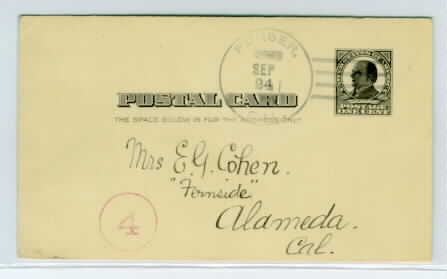 SEP
POSTAL CARD
THE SPACE BELOW IS FOR THE ADDRESS ONLY
POSTAGE
ONE CENT
Mrs E.G. Cohen.
"Fernside"
Alameda.
Cal.
4